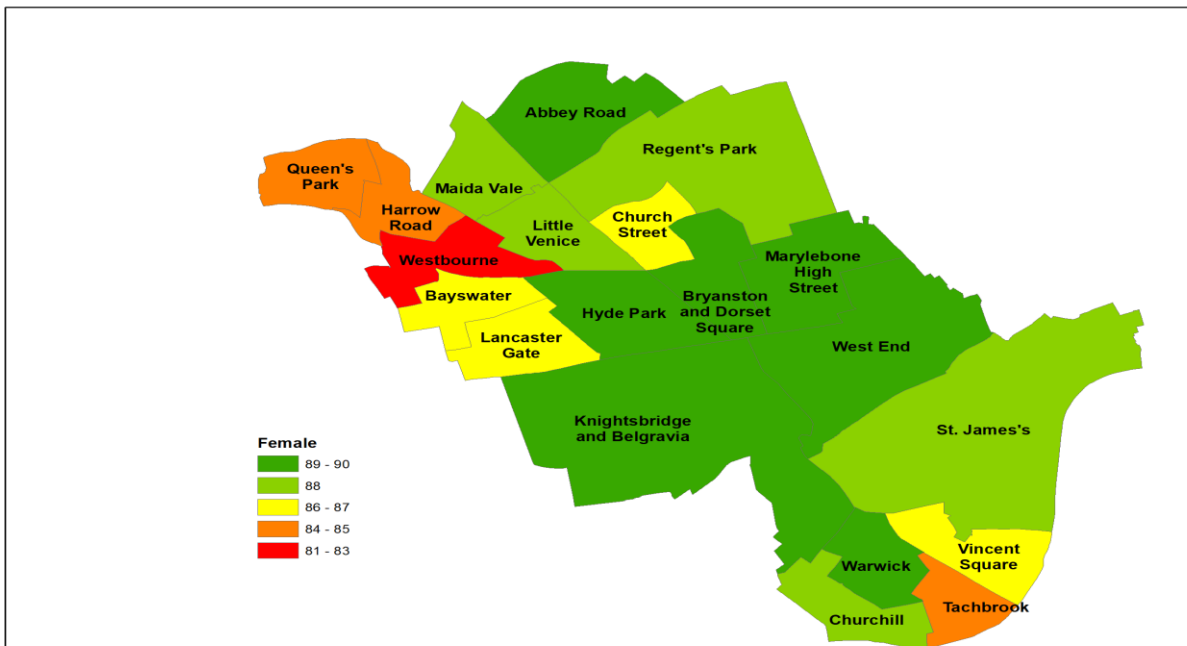 Abbey Road
Regent's Park
Queen's
Park
Maida Vale
Harrow
Road
Church
Street
Little
Venice
Westbourne
Marylebone
High
Street
Bayswater
Hyde Park
Bryanston
and Dorset
Square
Lancaster
Gate
West End
Knightsbridge
and Belgravia
St. James's
Female
89 - 90
88
86 - 87
84 - 85
81 - 83
Vincent
Square
Warwick
Tachbrook
Churchill